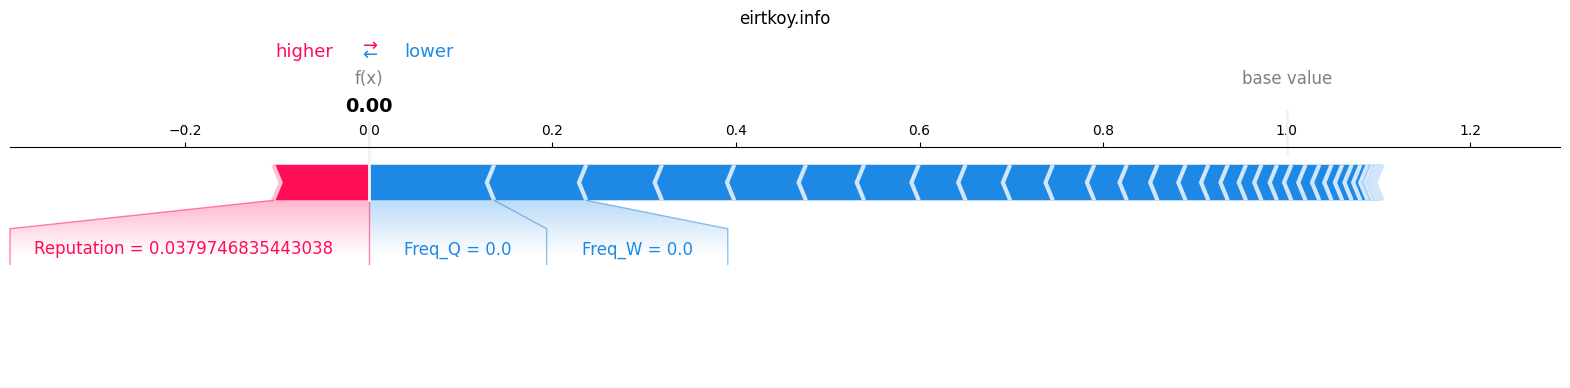 eirtkoy.info
higher → lower
←
f(x) base value
0.00
−0.2 0.0 0.2 0.4 0.6 0.8 1.0 1.2
Reputation = 0.0379746835443038 Freq_Q = 0.0 Freq_W = 0.0